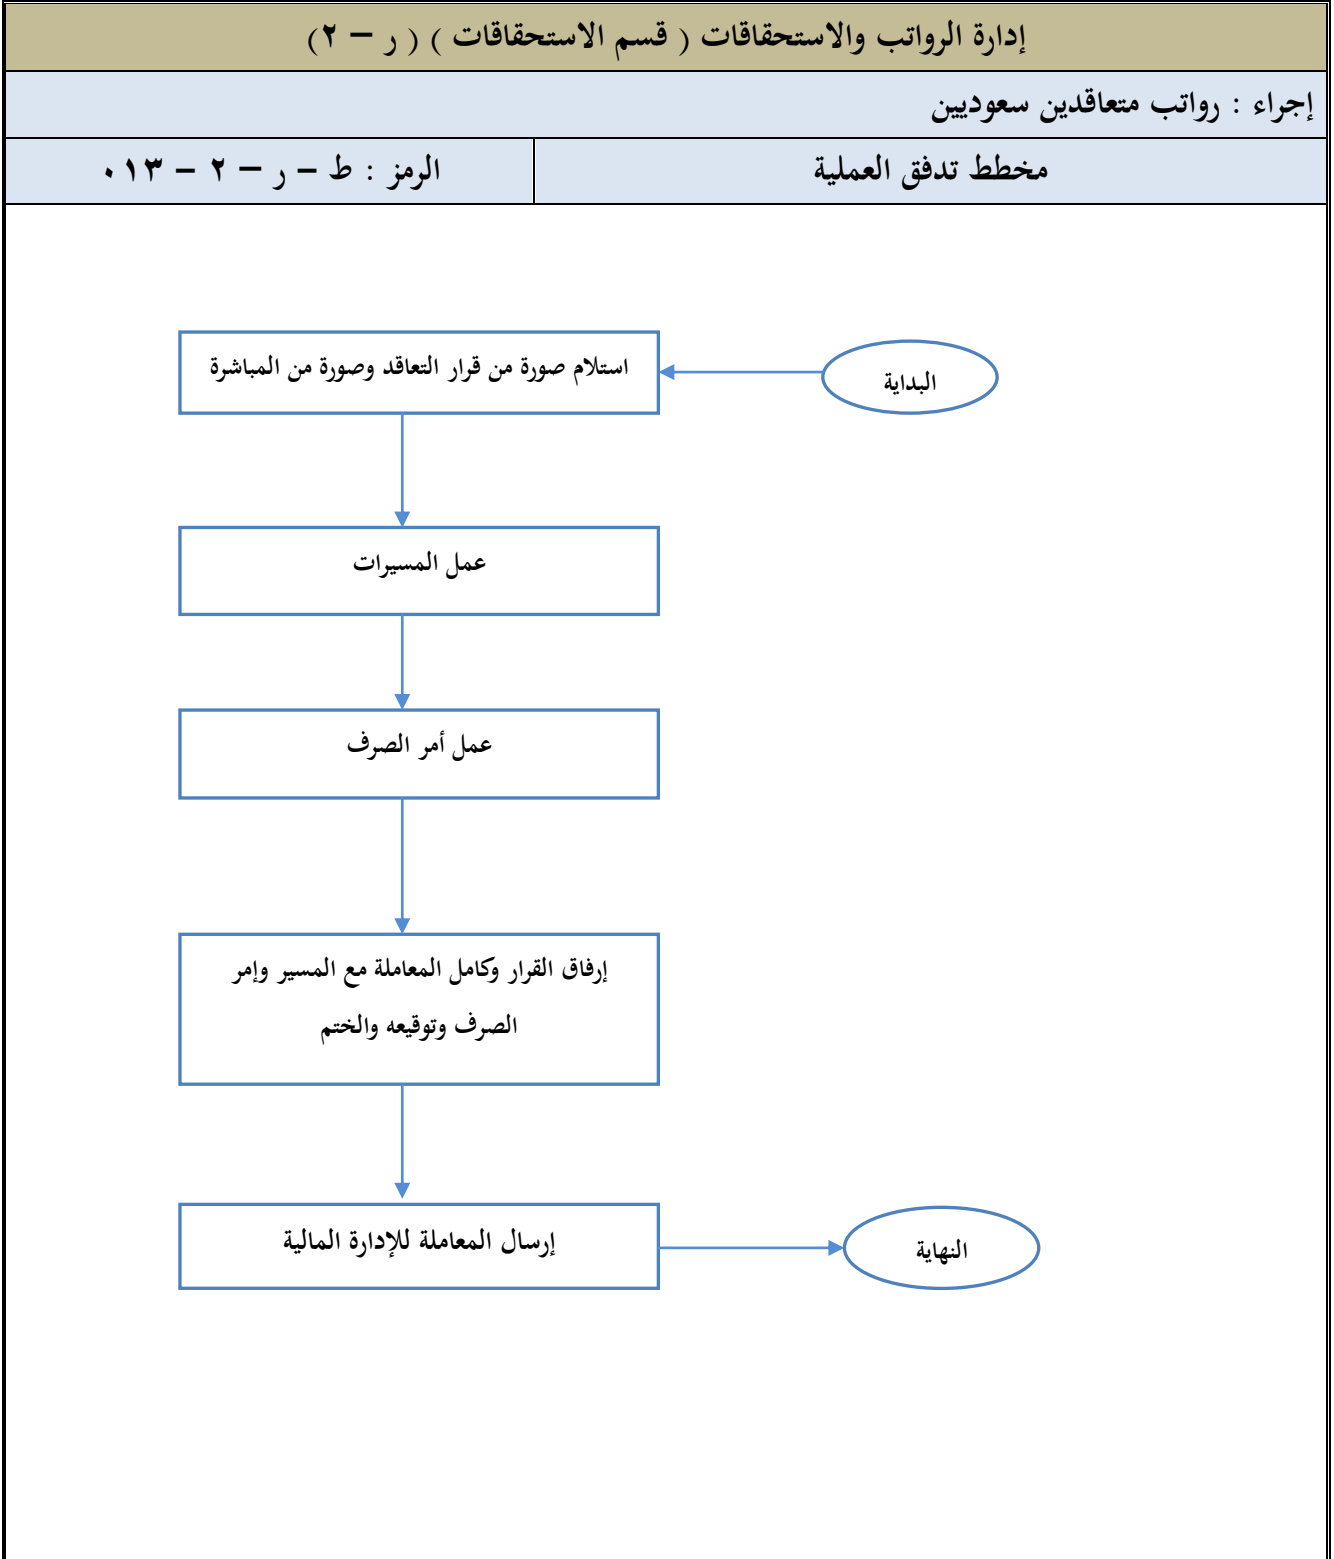 إدارة الرواتب والاستحقاقات ( قسم الاستحقاقات ) ( ر – ٢)
إجراء : رواتب متعاقدين سعوديين
مخطط تدفق العملية
الرمز : ط – ر – ٢ – ٠١٣
البداية
استلام صورة من قرار التعاقد وصورة من المباشرة
عمل المسيرات
عمل أمر الصرف
إرفاق القرار وكامل المعاملة مع المسير وإمر
الصرف وتوقيعه والختم
إرسال المعاملة للإدارة المالية
النهاية